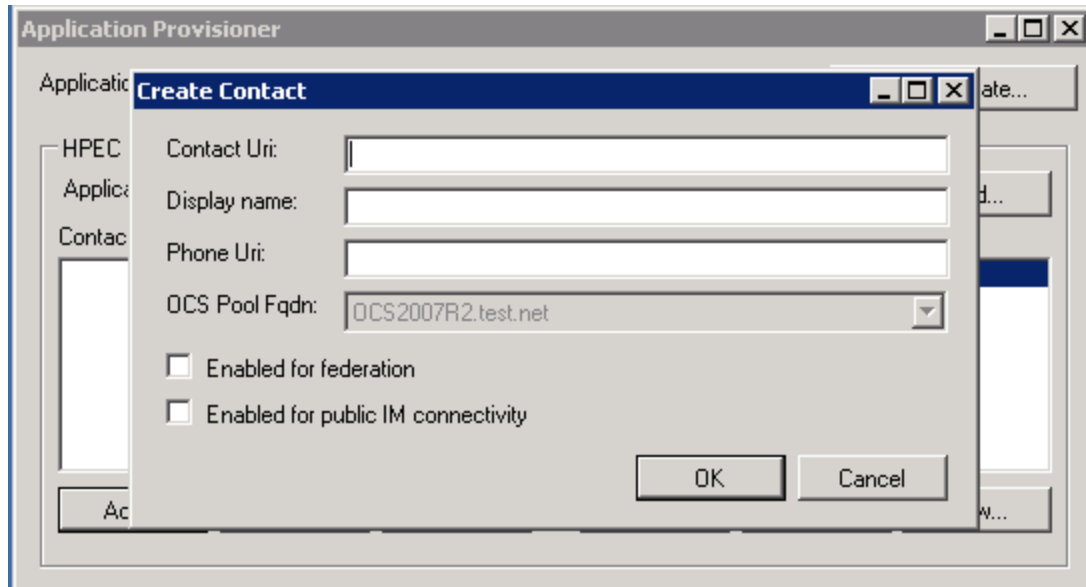 Application Provisioner
Applicatic
ate...
Create Contact
HPEC
Contact Uri:
Applica
d...
Display name:
Contac
Phone Uri:
OCS Pool Fqdn:
OCS2007R2.test.net
Enabled for federation
Enabled for public IM connectivity
OK
Cancel
Ac
w...